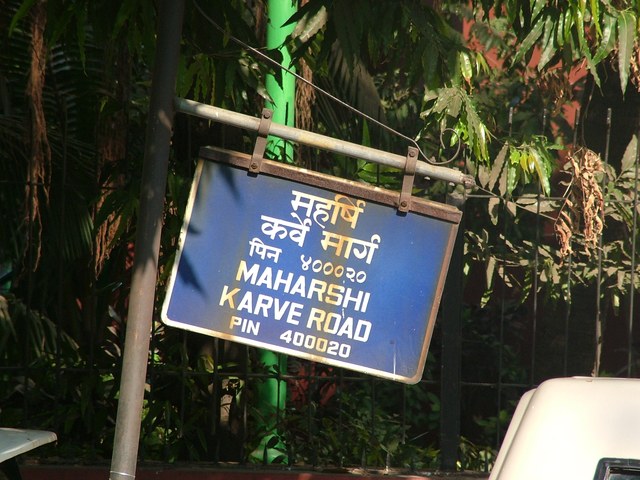 महर्षि
कर्वे मार्ग
पिन ४०००२०
MAHARSHI
KARVE ROAD
PIN 400020